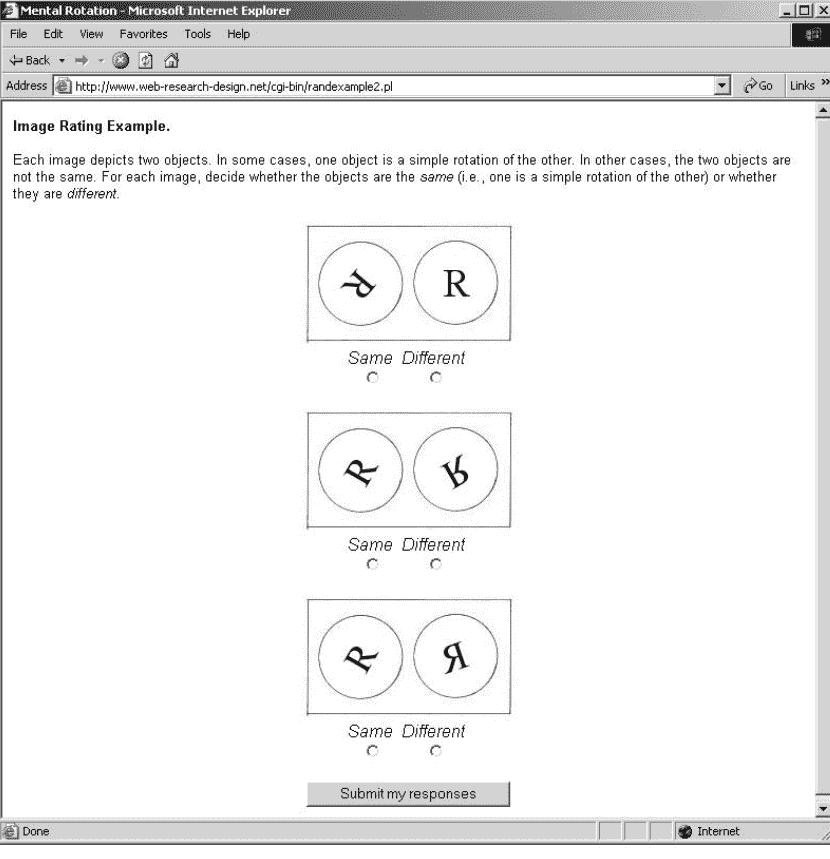 Mental Rotation - Microsoft Internet Explorer
File Edit View Favorites Tools Help
Back
Address http://www.web-research-design.net/cgi-bin/randexample2.pl Go Links »
Image Rating Example.
Each image depicts two objects. In some cases, one object is a simple rotation of the other. In other cases, the two objects are
not the same. For each image, decide whether the objects are the same (i.e., one is a simple rotation of the other) or whether
they are different.
R R
Same Different
R R
Same Different
R R
Same Different
Submit my responses
Done Internet